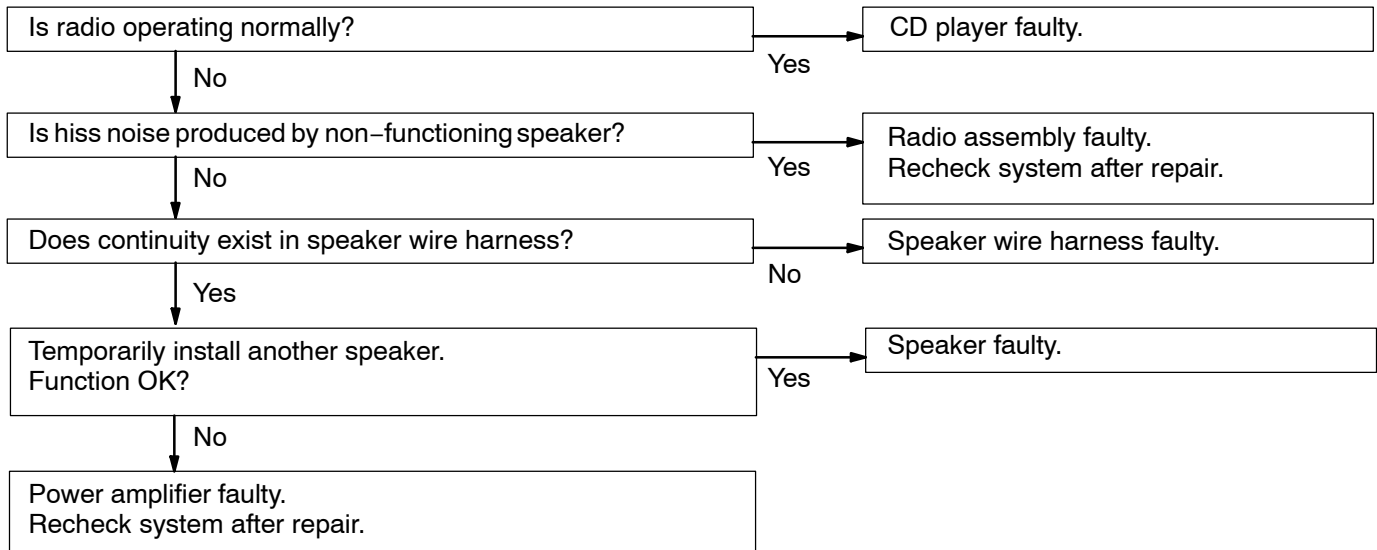 Is radio operating normally?
CD player faulty.
Yes
No
Is hiss noise produced by non−functioning speaker?
Radio assembly faulty.
Recheck system after repair.
Yes
No
Does continuity exist in speaker wire harness?
Speaker wire harness faulty.
No
Yes
Temporarily install another speaker.
Function OK?
Speaker faulty.
Yes
No
Power amplifier faulty.
Recheck system after repair.